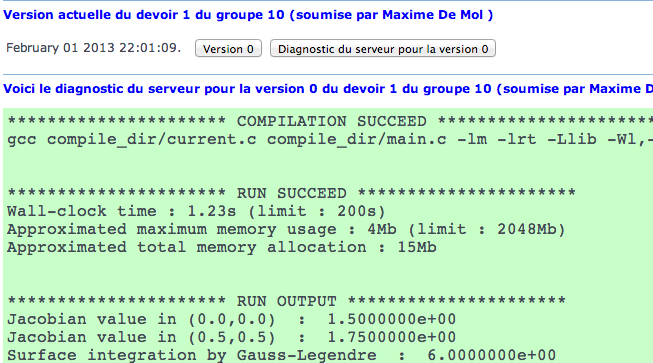 Version actuelle du devoir 1 du groupe 10 (soumise par Maxime De Mol )
February 01 2013 22:01:09. Version 0 Diagnostic du serveur pour la version 0
Voici le diagnostic du serveur pour la version 0 du devoir 1 du groupe 10 (soumise par Maxime D
********************** COMPILATION SUCCEED **********************
gcc compile_dir/current.c compile_dir/main.c -lm -lrt -Llib -Wl,-
********************** RUN SUCCEED **********************
Wall-clock time : 1.23s (limit : 200s)
Approximated maximum memory usage : 4Mb (limit : 2048Mb)
Approximated total memory allocation : 15Mb
********************** RUN OUTPUT **********************
Jacobian value in (0.0,0.0)  :  1.5000000e+00
Jacobian value in (0.5,0.5)  :  1.7500000e+00
Surface integration by Gauss-Legendre  :  6.0000000e+00